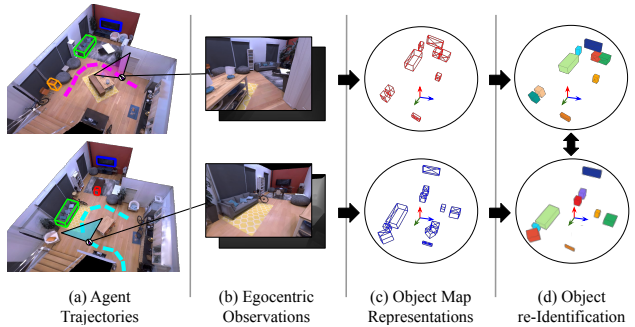 (a) Agent
Trajectories
(b) Egocentric
Observations
(c) Object Map
Representations
(d) Object
re-Identification